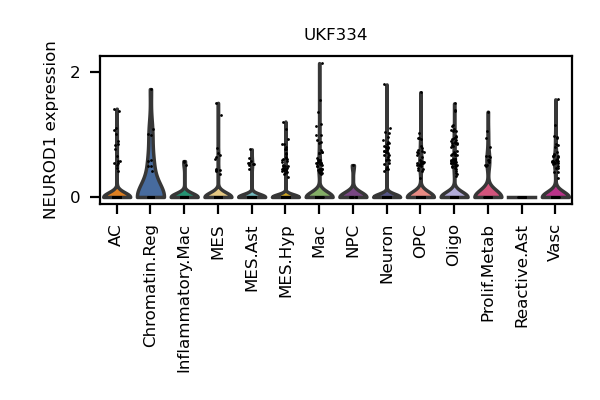 UKF334
NEUROD1 expression
2
0
AC
Chromatin.Reg
Inflammatory.Mac
MES
MES.Ast
MES.Hyp
Mac
NPC
Neuron
OPC
Oligo
Prolif.Metab
Reactive.Ast
Vasc